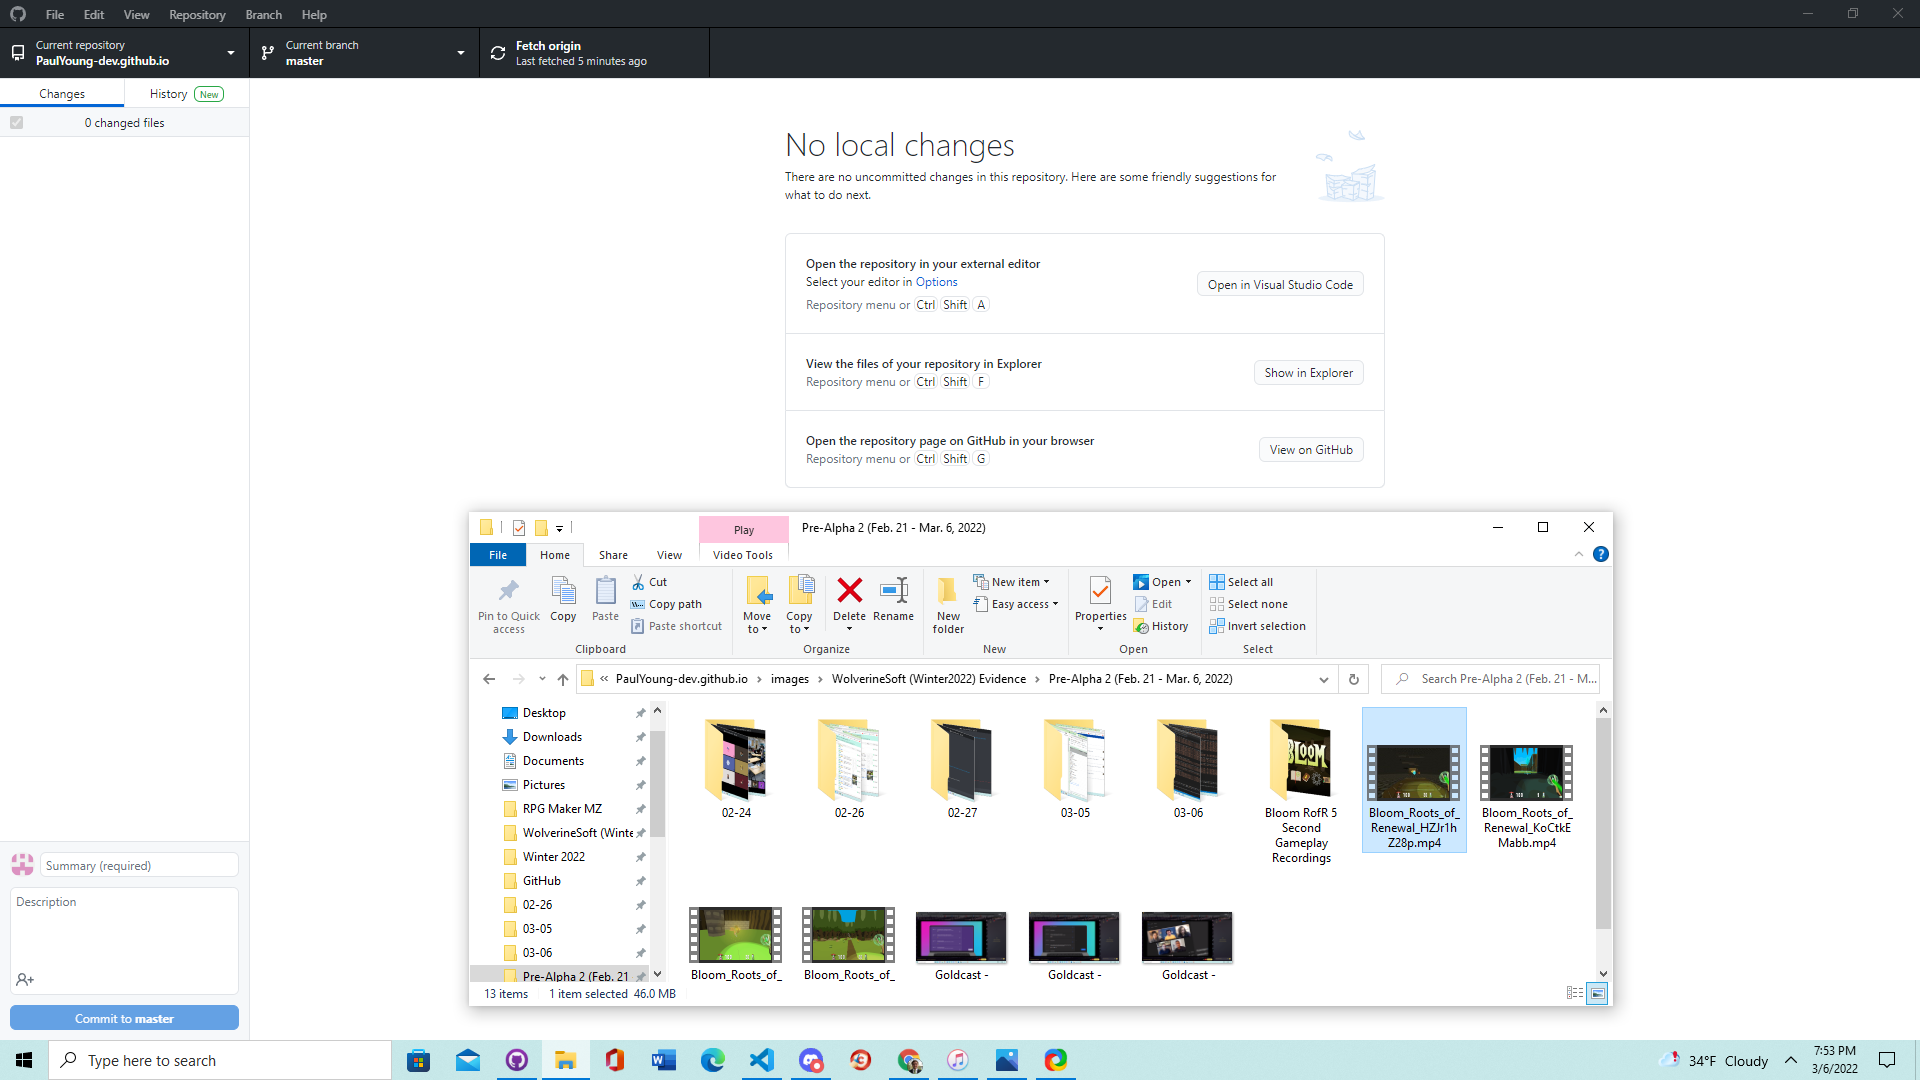 File Edit View Repository Branch Help
Current repository
PaulYoung-dev.github.io
Current branch
master
Fetch origin
Last fetched 5 minutes ago
Changes
History New
0 changed files
No local changes
There are no uncommitted changes in this repository. Here are some friendly suggestions for
what to do next.
Open the repository in your external editor
Select your editor in Options
Repository menu or Ctrl Shift A
Open in Visual Studio Code
View the files of your repository in Explorer
Repository menu or Ctrl Shift F
Show in Explorer
Open the repository page on GitHub in your browser
Repository menu or Ctrl Shift G
View on GitHub
Summary (required)
Description
Commit to master
Play
Pre-Alpha 2 (Feb. 21 - Mar. 6, 2022)
File Home Share View Video Tools
Pin to Quick
access
Copy
Paste
Cut
Copy path
Paste shortcut
Clipboard
Move
to
Copy
to
Delete
Rename
Organize
New
folder
New item
Easy access
New
Properties
Open
Edit
History
Open
Select all
Select none
Invert selection
Select
« PaulYoung-dev.github.io › images › WolverineSoft (Winter2022) Evidence › Pre-Alpha 2 (Feb. 21 - Mar. 6, 2022)
Search Pre-Alpha 2 (Feb. 21 - M...
Desktop
Downloads
Documents
Pictures
RPG Maker MZ
WolverineSoft (Winte
Winter 2022
GitHub
02-26
03-05
03-06
Pre-Alpha 2 (Feb. 21
BLOOM
02-24
02-26
02-27
03-05
03-06
Bloom RofR 5
Second
Gameplay
Recordings
Bloom_Roots_of_
Renewal_HZJr1h
Z28p.mp4
Bloom_Roots_of_
Renewal_KoCtkE
Mabb.mp4
Bloom_Roots_of_
Bloom_Roots_of_
Goldcast -
Goldcast -
Goldcast -
13 items
1 item selected 46.0 MB
Type here to search
34°F Cloudy
7:53 PM
3/6/2022